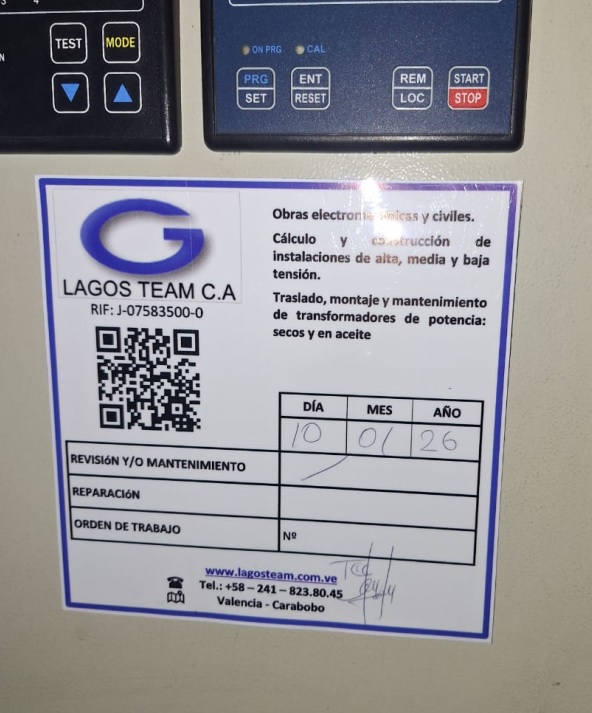 3 4
N
TEST MODE
ON PRG CAL
PRG ENT REM START
SET RESET LOC STOP
G
LAGOS TEAM C.A
RIF: J-07583500-0
Obras y civiles.
Cálculo y construcción de
instalaciones de alta, media y baja
tensión.
Traslado, montaje y mantenimiento
de transformadores de potencia:
secos y en aceite
DÍA MES AÑO
10 01 26
REVISIóN Y/O MANTENIMIENTO
REPARACIóN
ORDEN DE TRABAJO Nº
www.lagosteam.com.ve
Tel.: +58 – 241 – 823.80.45
Valencia - Carabobo